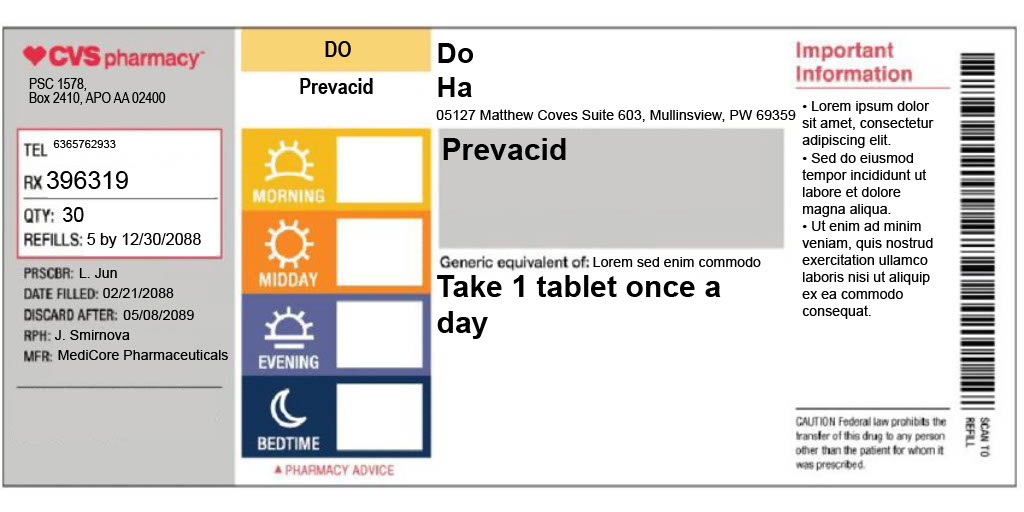 CVS pharmacy
PSC 1578,
Box 2410, APO AA 02400
TEL 6365762933
RX 396319
QTY: 30
REFILLS: 5 by 12/30/2088
PRSCBR: L. Jun
DATE FILLED: 02/21/2088
DISCARD AFTER: 05/08/2089
RPH: J. Smirnova
MFR: MediCore Pharmaceuticals
DO
Prevacid
MORNING
MIDDAY
EVENING
BEDTIME
▲ PHARMACY ADVICE
Do
Ha
05127 Matthew Coves Suite 603, Mullinsview, PW 69359
Prevacid
Generic equivalent of: Lorem sed enim commodo
Take 1 tablet once a
day
Important
Information
• Lorem ipsum dolor
sit amet, consectetur
adipiscing elit.
• Sed do eiusmod
tempor incididunt ut
labore et dolore
magna aliqua.
• Ut enim ad minim
veniam, quis nostrud
exercitation ullamco
laboris nisi ut aliquip
ex ea commodo
consequat.
CAUTION Federal law prohibits the
transfer of this drug to any person
other than the patient for whom it
was prescribed.
SCAN TO
REFILL